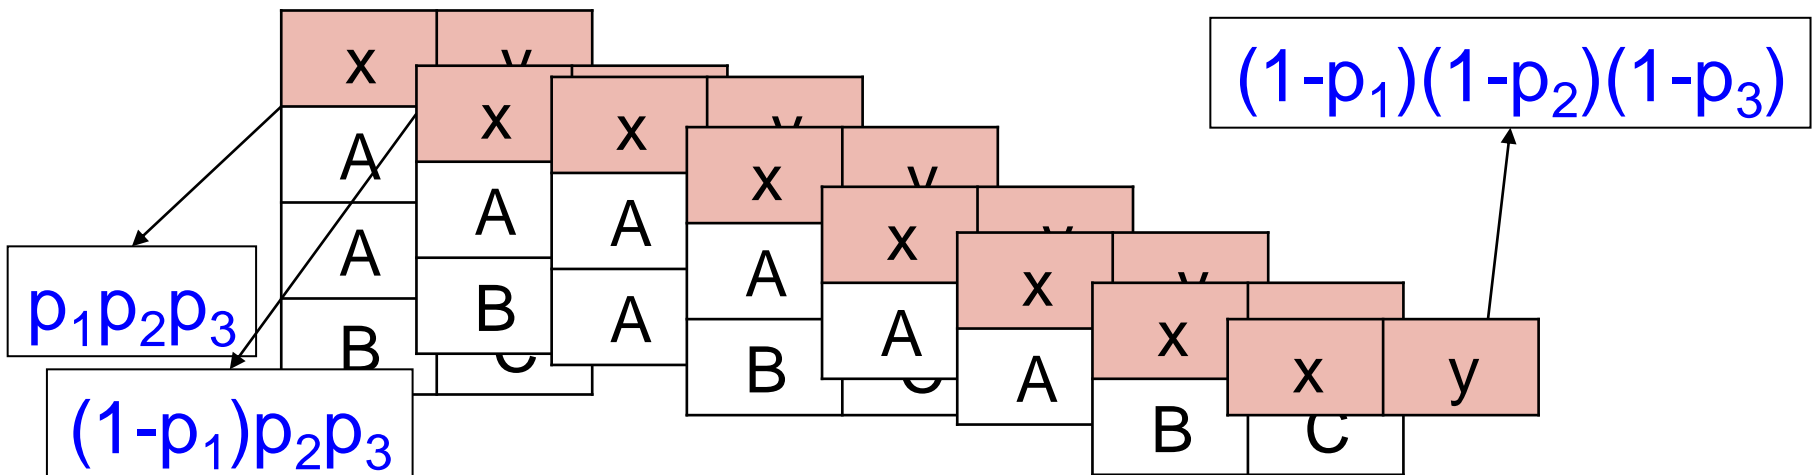 x y
A
A
B C
x
A
B
x y
A
A
x y
A
B C
x y
A
x y
A
x
B C
x y
p₁p₂p₃
(1-p₁)p₂p₃
(1-p₁)(1-p₂)(1-p₃)